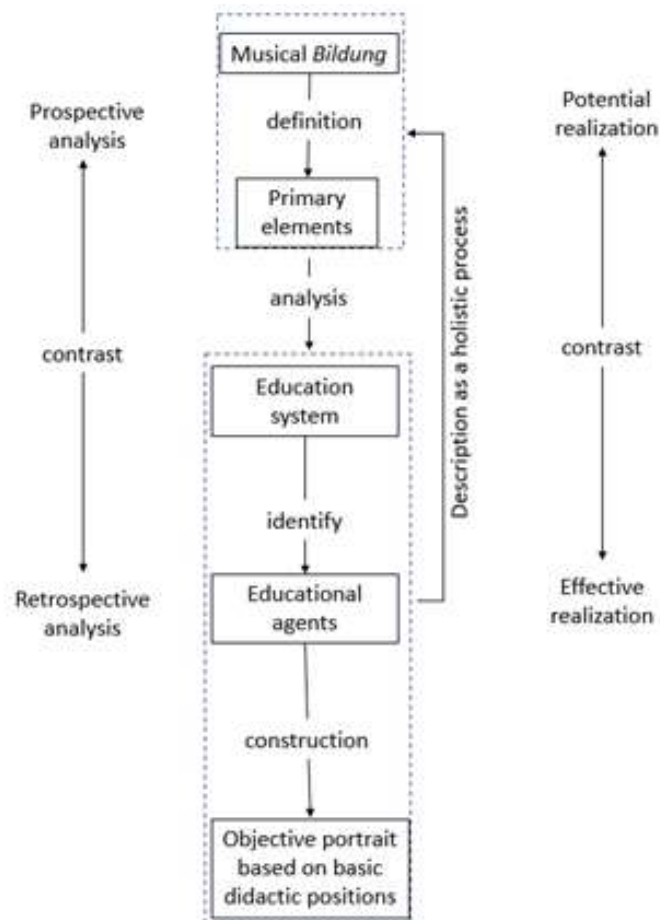 Musical Bildung
Prospective
analysis
definition
Potential
realization
Primary
elements
analysis
contrast
Education
system
Description as a holistic process
contrast
identify
Retrospective
analysis
Educational
agents
Effective
realization
construction
Objective portrait
based on basic
didactic positions